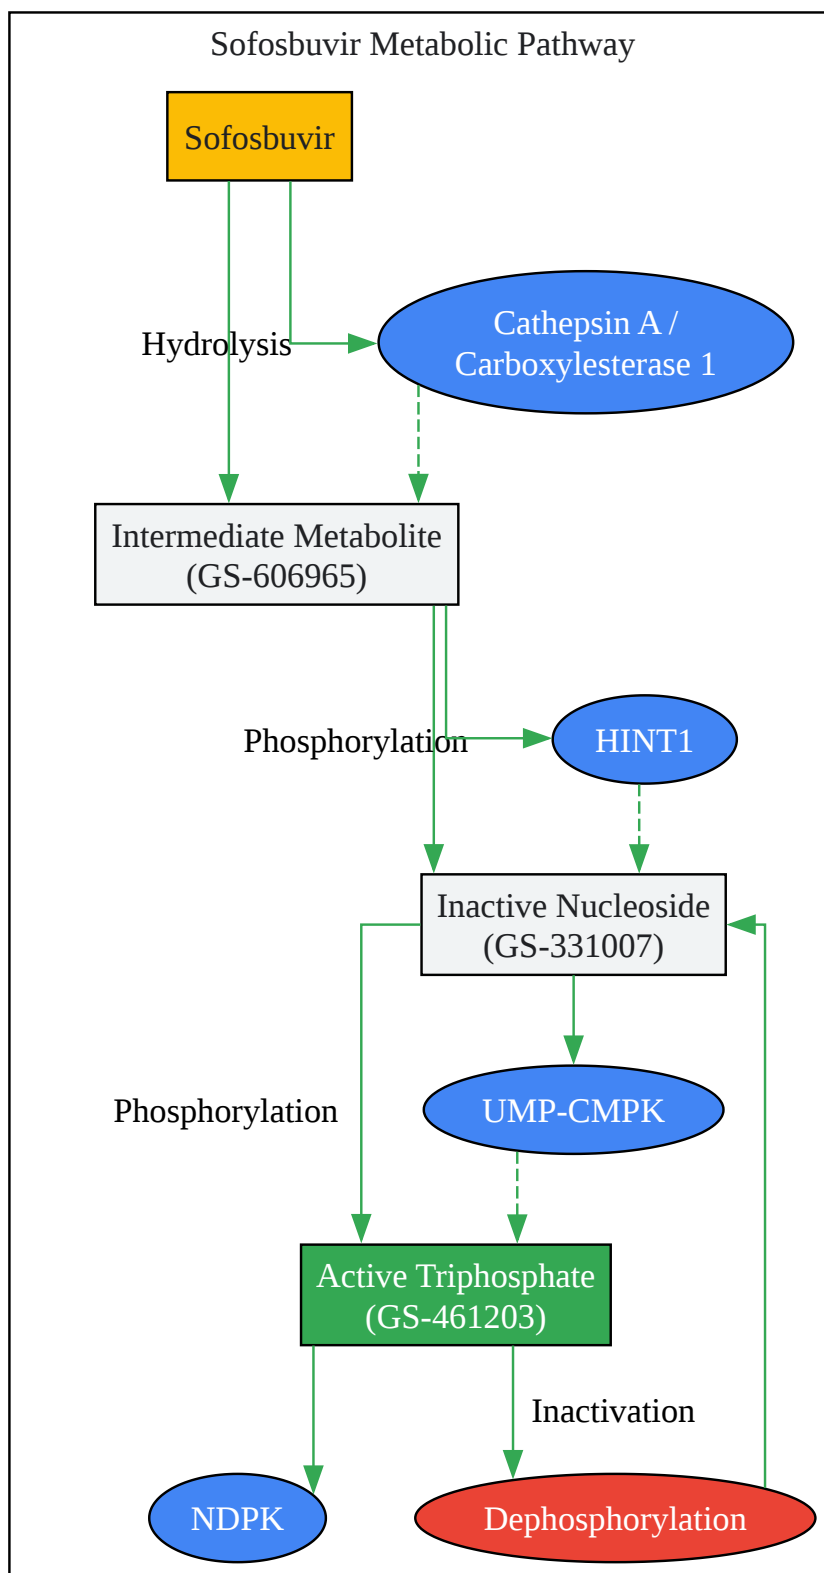 Sofosbuvir Metabolic Pathway
Sofosbuvir
Cathepsin A /
Carboxylesterase 1
Hydrolysis
Intermediate Metabolite
(GS-606965)
Phosphorylation
HINT1
Inactive Nucleoside
(GS-331007)
Phosphorylation
UMP-CMPK
Active Triphosphate
(GS-461203)
Inactivation
NDPK
Dephosphorylation